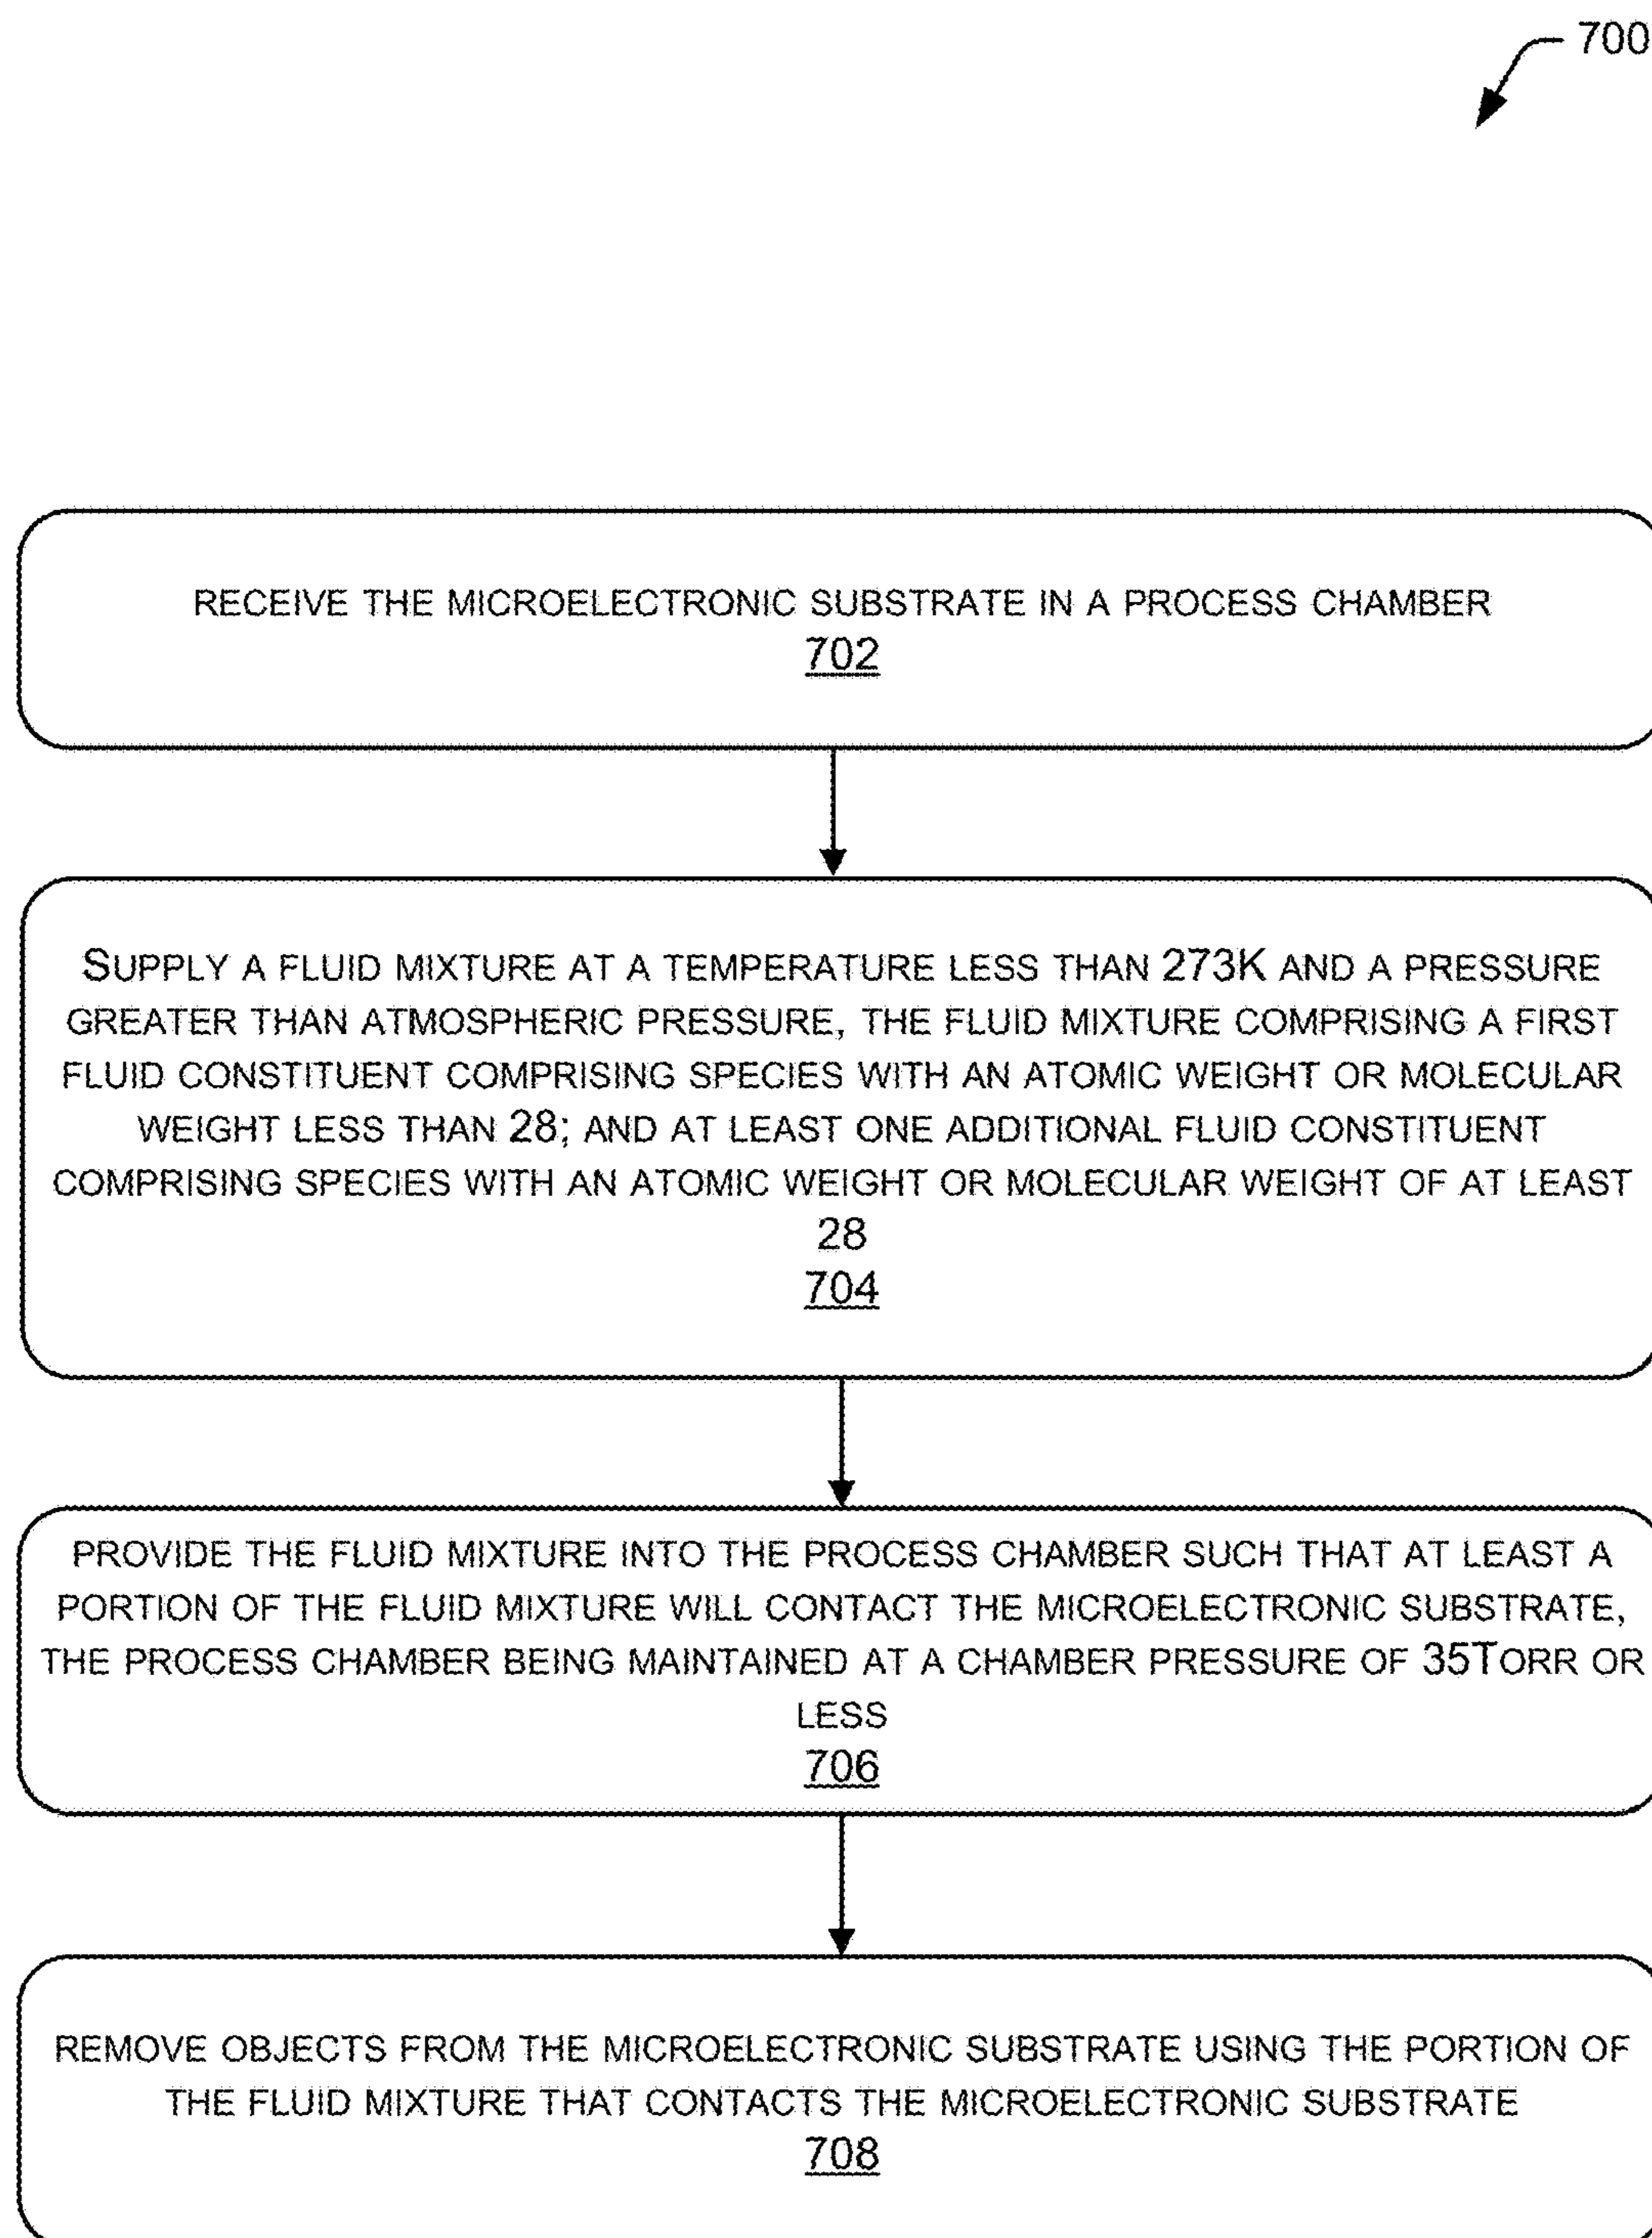 700
RECEIVE THE MICROELECTRONIC SUBSTRATE IN A PROCESS CHAMBER
702
SUPPLY A FLUID MIXTURE AT A TEMPERATURE LESS THAN 273K AND A PRESSURE
GREATER THAN ATMOSPHERIC PRESSURE, THE FLUID MIXTURE COMPRISING A FIRST
FLUID CONSTITUENT COMPRISING SPECIES WITH AN ATOMIC WEIGHT OR MOLECULAR
WEIGHT LESS THAN 28; AND AT LEAST ONE ADDITIONAL FLUID CONSTITUENT
COMPRISING SPECIES WITH AN ATOMIC WEIGHT OR MOLECULAR WEIGHT OF AT LEAST
28
704
PROVIDE THE FLUID MIXTURE INTO THE PROCESS CHAMBER SUCH THAT AT LEAST A
PORTION OF THE FLUID MIXTURE WILL CONTACT THE MICROELECTRONIC SUBSTRATE,
THE PROCESS CHAMBER BEING MAINTAINED AT A CHAMBER PRESSURE OF 35TORR OR
LESS
706
REMOVE OBJECTS FROM THE MICROELECTRONIC SUBSTRATE USING THE PORTION OF
THE FLUID MIXTURE THAT CONTACTS THE MICROELECTRONIC SUBSTRATE
708